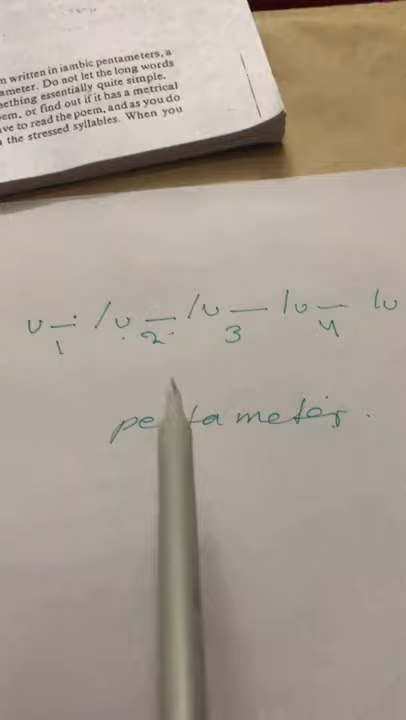 n written in iambic pentameters, a
ameter. Do not let the long words
nething essentially quite simple.
em, or find out if it has a metrical
ve to read the poem, and as you do
the stressed syllables. When you
u — / u — / u — / u — / u
1 2 3 4
pentameter.